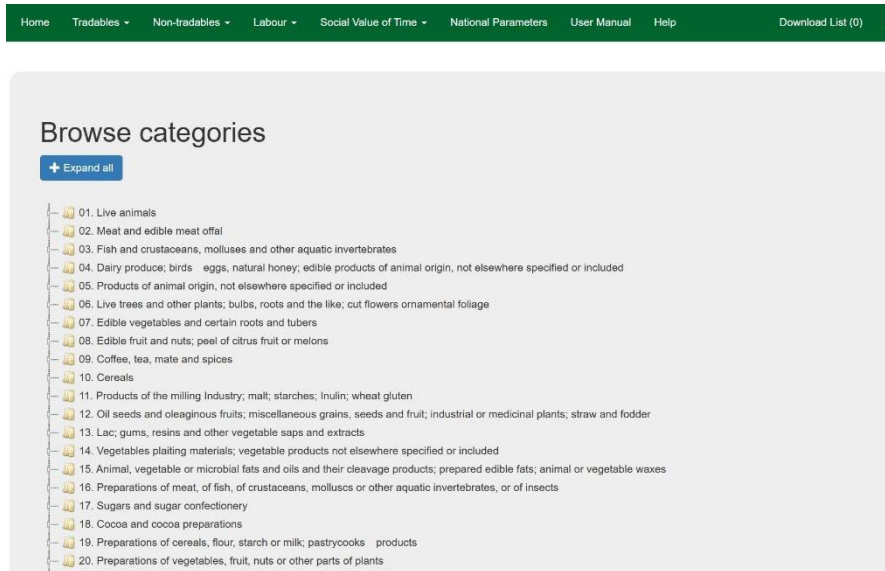 Home Tradables Non-tradables Labour Social Value of Time National Parameters User Manual Help Download List (0)
Browse categories
Expand all
01. Live animals
02. Meat and edible meat offal
03. Fish and crustaceans, molluses and other aquatic invertebrates
04. Dairy produce; birds eggs, natural honey; edible products of animal origin, not elsewhere specified or included
05. Products of animal origin, not elsewhere specified or included
06. Live trees and other plants; bulbs, roots and the like; cut flowers ornamental foliage
07. Edible vegetables and certain roots and tubers
08. Edible fruit and nuts; peel of citrus fruit or melons
09. Coffee, tea, mate and spices
10. Cereals
11. Products of the milling Industry; malt; starches; Inulin; wheat gluten
12. Oil seeds and oleaginous fruits; miscellaneous grains, seeds and fruit; industrial or medicinal plants; straw and fodder
13. Lac; gums, resins and other vegetable saps and extracts
14. Vegetables plaiting materials; vegetable products not elsewhere specified or included
15. Animal, vegetable or microbial fats and oils and their cleavage products; prepared edible fats; animal or vegetable waxes
16. Preparations of meat, of fish, of crustaceans, molluscs or other aquatic invertebrates, or of insects
17. Sugars and sugar confectionery
18. Cocoa and cocoa preparations
19. Preparations of cereals, flour, starch or milk; pastrycooks products
20. Preparations of vegetables, fruit, nuts or other parts of plants